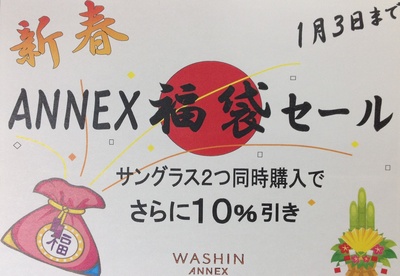 新春
1月3日まで
ANNEX福袋セール
サングラス2つ同時購入で
さらに10%引き
福
WASHIN
ANNEX